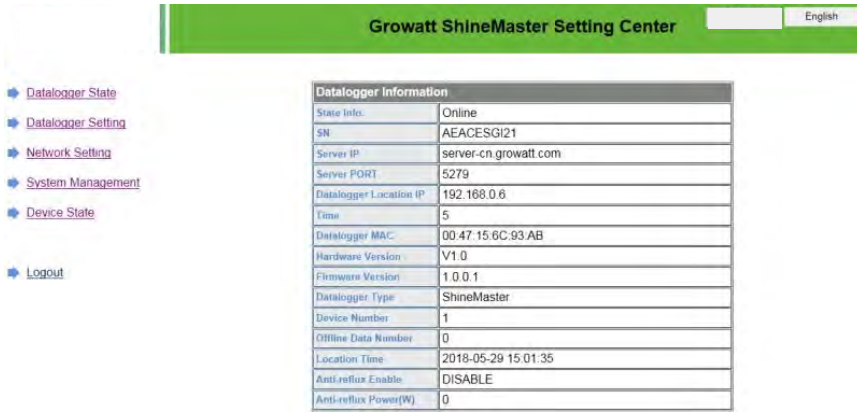 Growatt ShineMaster Setting Center
English
Datalogger State
Datalogger Setting
Network Setting
System Management
Device State
Logout
Datalogger Information
State Info. Online
SN AEACESGI21
Server IP server-cn.growatt.com
Server PORT 5279
Datalogger Location IP 192.168.0.6
Time 5
Datalogger MAC 00:47:15:6C:93:AB
Hardware Version V1.0
Firmware Version 1.0.0.1
Datalogger Type ShineMaster
Device Number 1
Offline Data Number 0
Location Time 2018-05-29 15:01:35
Anti-reflux Enable DISABLE
Anti-reflux Power(W) 0